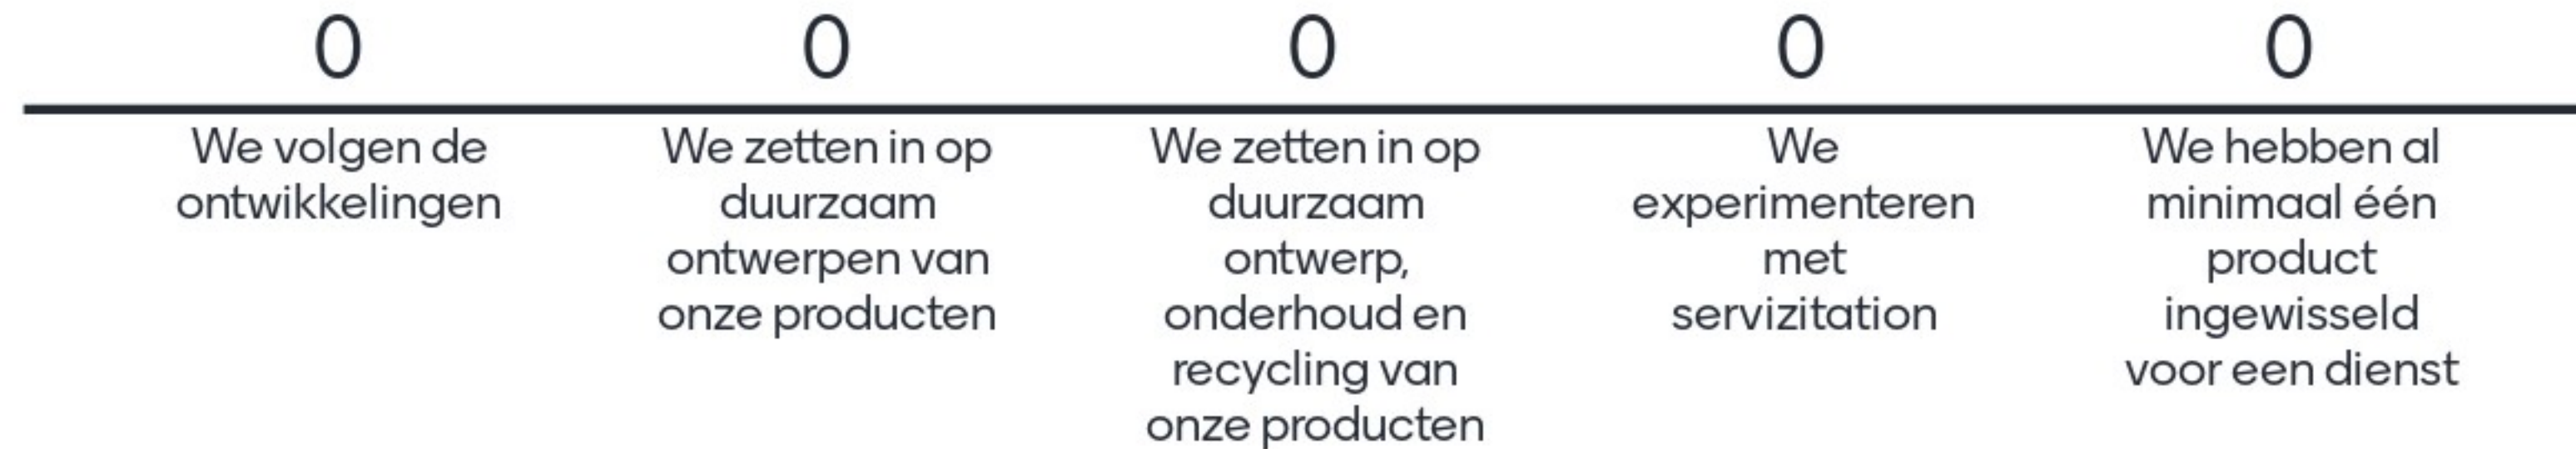 0
0
0
0
0
We volgen de
ontwikkelingen
We zetten in op
duurzaam
ontwerpen van
onze producten
We zetten in op
duurzaam
ontwerp,
onderhoud en
recycling van
onze producten
We
experimenteren
met
servizitation
We hebben al
minimaal één
product
ingewisseld
voor een dienst